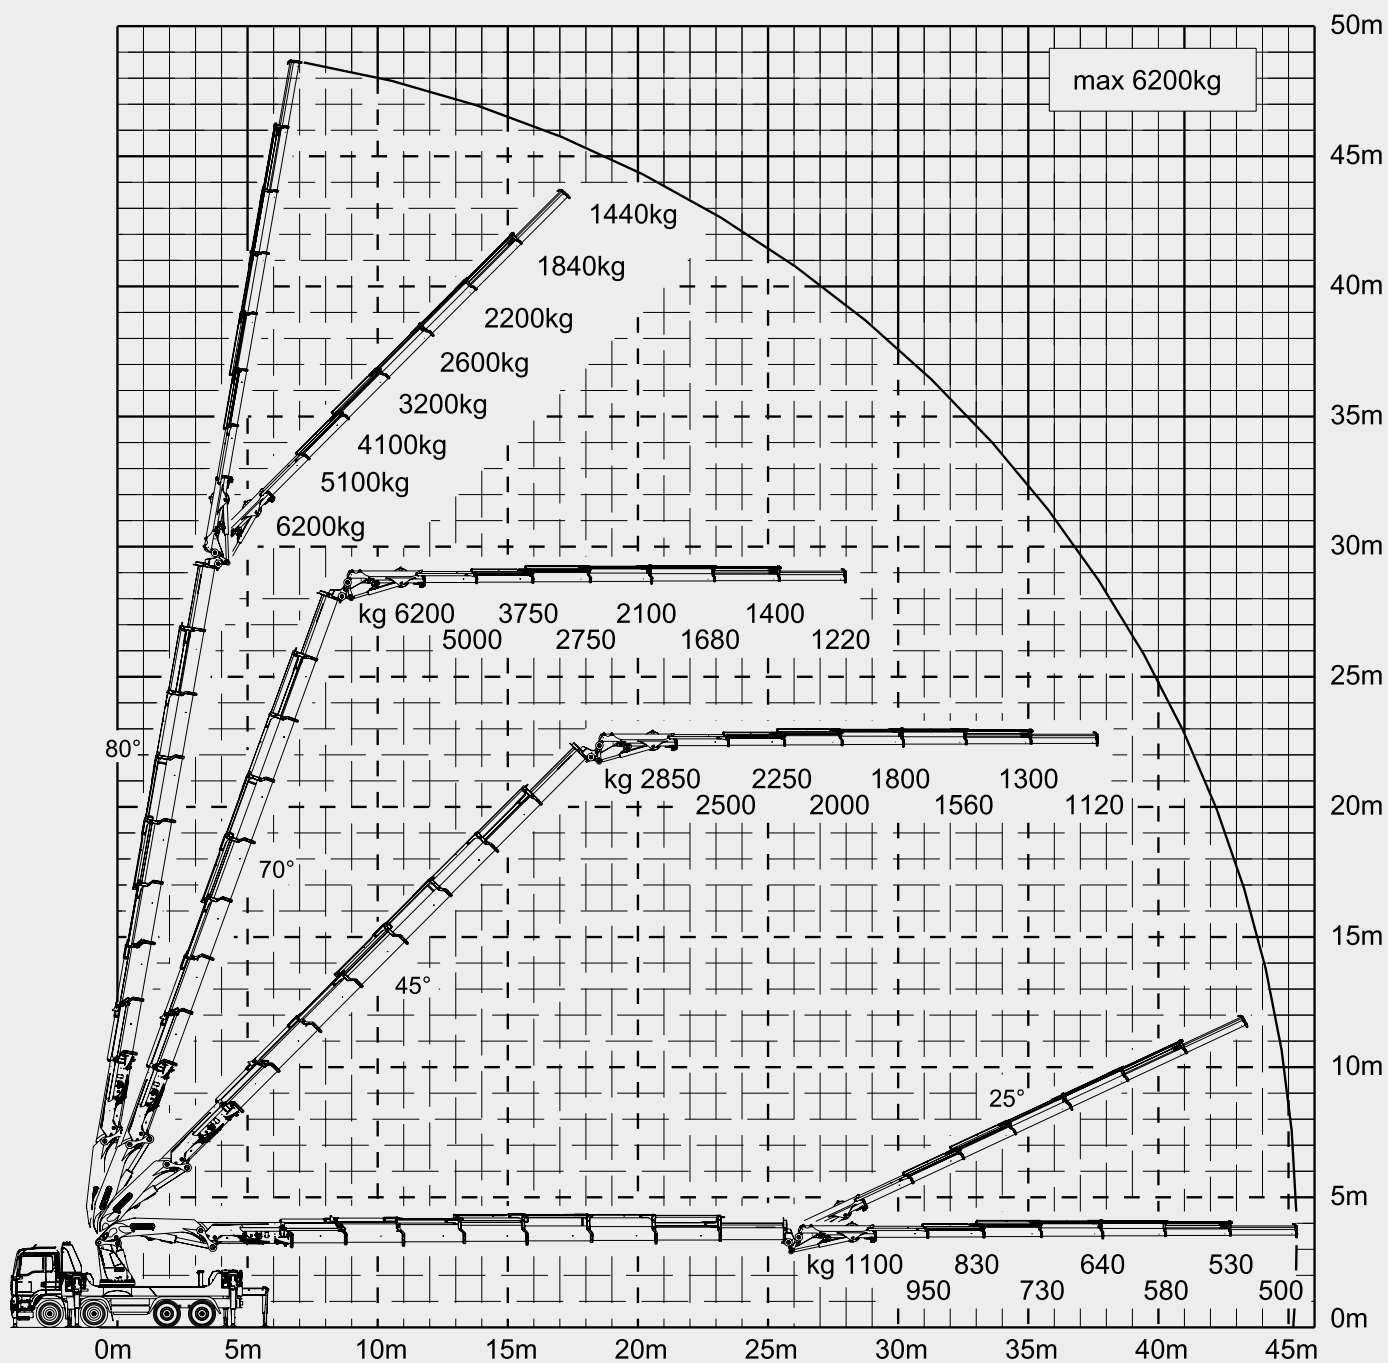 50m
max 6200kg
45m
1440kg
1840kg
40m
2200kg
2600kg
3200kg
35m
4100kg
5100kg
6200kg
30m
kg 6200 3750 2100 1400
5000 2750 1680 1220
25m
80°
kg 2850 2250 1800 1300
2500 2000 1560 1120
20m
70°
15m
45°
10m
25°
5m
kg 1100 830 640 530
950 730 580 500
0m
0m 5m 10m 15m 20m 25m 30m 35m 40m 45m